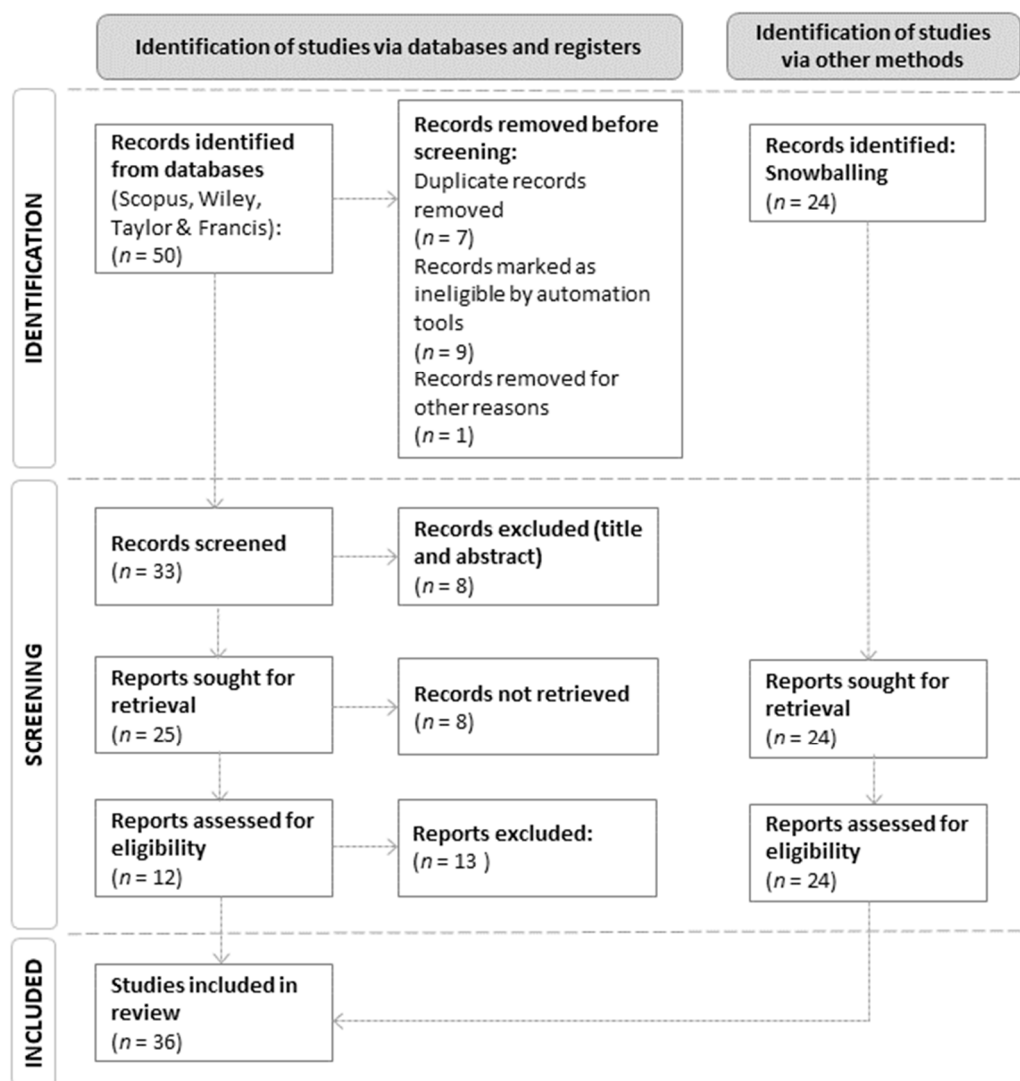 Identification of studies via databases and registers
Identification of studies
via other methods
IDENTIFICATION
Records identified
from databases
(Scopus, Wiley,
Taylor & Francis):
(n = 50)
Records removed before
screening:
Duplicate records
removed
(n = 7)
Records marked as
ineligible by automation
tools
(n = 9)
Records removed for
other reasons
(n = 1)
Records identified:
Snowballing
(n = 24)
SCREENING
Records screened
(n = 33)
Records excluded (title
and abstract)
(n = 8)
Reports sought for
retrieval
(n = 25)
Records not retrieved
(n = 8)
Reports sought for
retrieval
(n = 24)
Reports assessed for
eligibility
(n = 12)
Reports excluded:
(n = 13 )
Reports assessed for
eligibility
(n = 24)
INCLUDED
Studies included in
review
(n = 36)